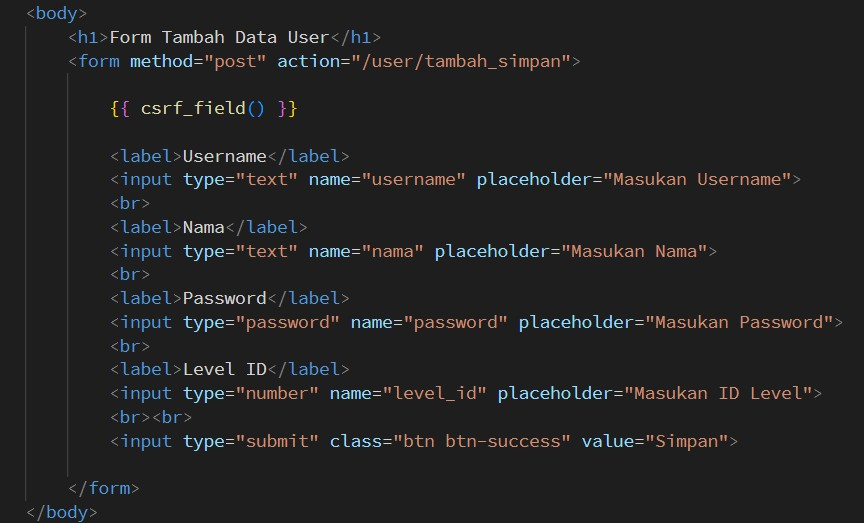 <body>
<h1>Form Tambah Data User</h1>
<form method="post" action="/user/tambah_simpan">
{{ csrf_field() }}
<label>Username</label>
<input type="text" name="username" placeholder="Masukan Username">
<br>
<label>Nama</label>
<input type="text" name="nama" placeholder="Masukan Nama">
<br>
<label>Password</label>
<input type="password" name="password" placeholder="Masukan Password">
<br>
<label>Level ID</label>
<input type="number" name="level_id" placeholder="Masukan ID Level">
<br><br>
<input type="submit" class="btn btn-success" value="Simpan">
</form>
</body>